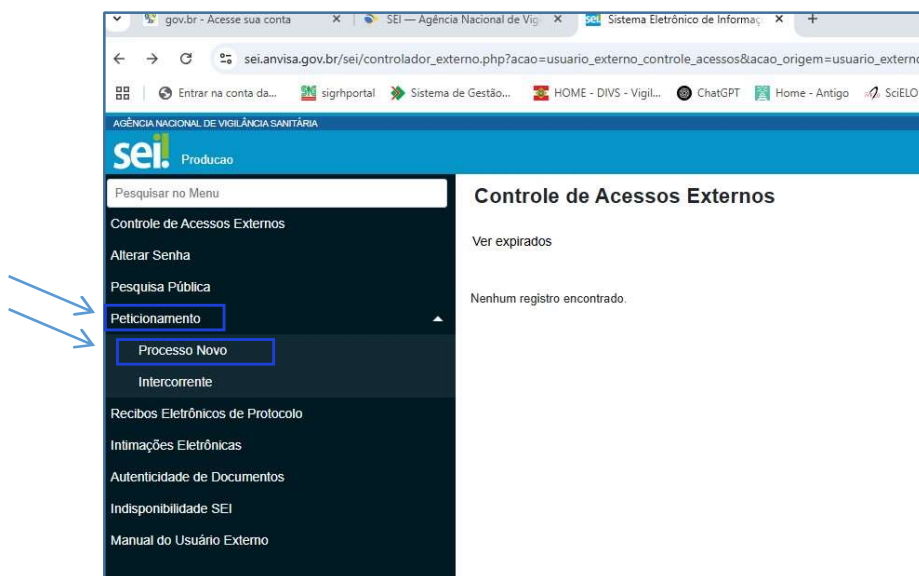 gov.br - Acesse sua conta
SEI — Agência Nacional de Vig
Sistema Eletrônico de Informaç
sei.anvisa.gov.br/sei/controlador_externo.php?acao=usuario_externo_controle_acessos&acao_origem=usuario_externo
Entrar na conta da...
sigrhportal
Sistema de Gestão...
HOME - DIVS - Vigil...
ChatGPT
Home - Antigo
SciELO
AGÊNCIA NACIONAL DE VIGILÂNCIA SANITÁRIA
sei! Producao
Pesquisar no Menu
Controle de Acessos Externos
Alterar Senha
Pesquisa Pública
Peticionamento
Processo Novo
Intercorrente
Recibos Eletrônicos de Protocolo
Intimações Eletrônicas
Autenticidade de Documentos
Indisponibilidade SEI
Manual do Usuário Externo
Controle de Acessos Externos
Ver expirados
Nenhum registro encontrado.